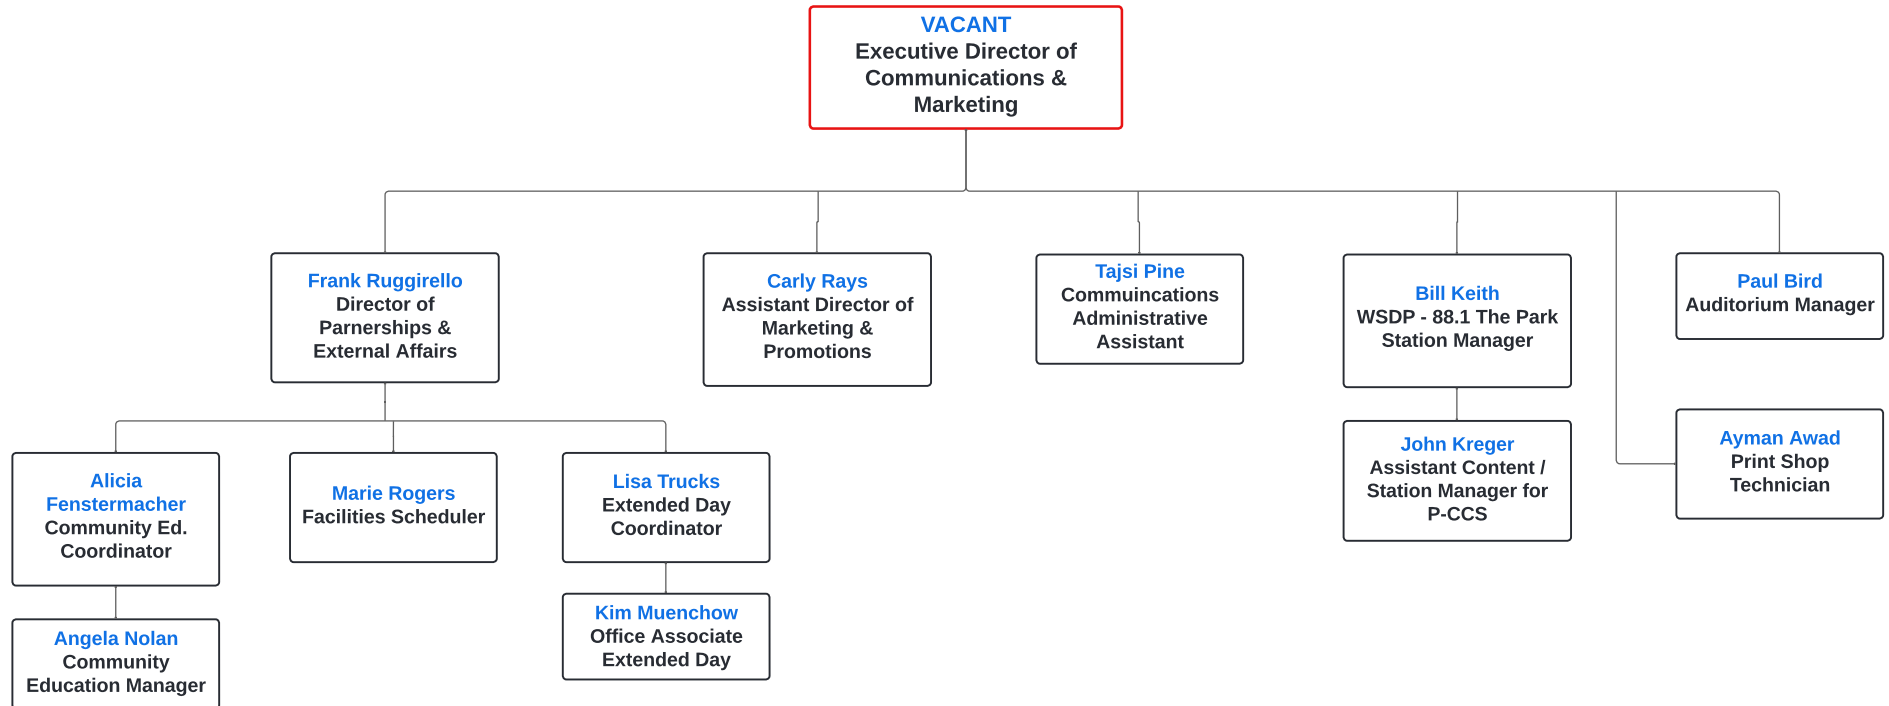 VACANT
Executive Director of
Communications &
Marketing
Frank Ruggirello
Director of
Parnerships &
External Affairs
Carly Rays
Assistant Director of
Marketing &
Promotions
Tajsi Pine
Commuincations
Administrative
Assistant
Bill Keith
WSDP - 88.1 The Park
Station Manager
Paul Bird
Auditorium Manager
John Kreger
Assistant Content /
Station Manager for
P-CCS
Ayman Awad
Print Shop
Technician
Alicia
Fenstermacher
Community Ed.
Coordinator
Marie Rogers
Facilities Scheduler
Lisa Trucks
Extended Day
Coordinator
Angela Nolan
Community
Education Manager
Kim Muenchow
Office Associate
Extended Day